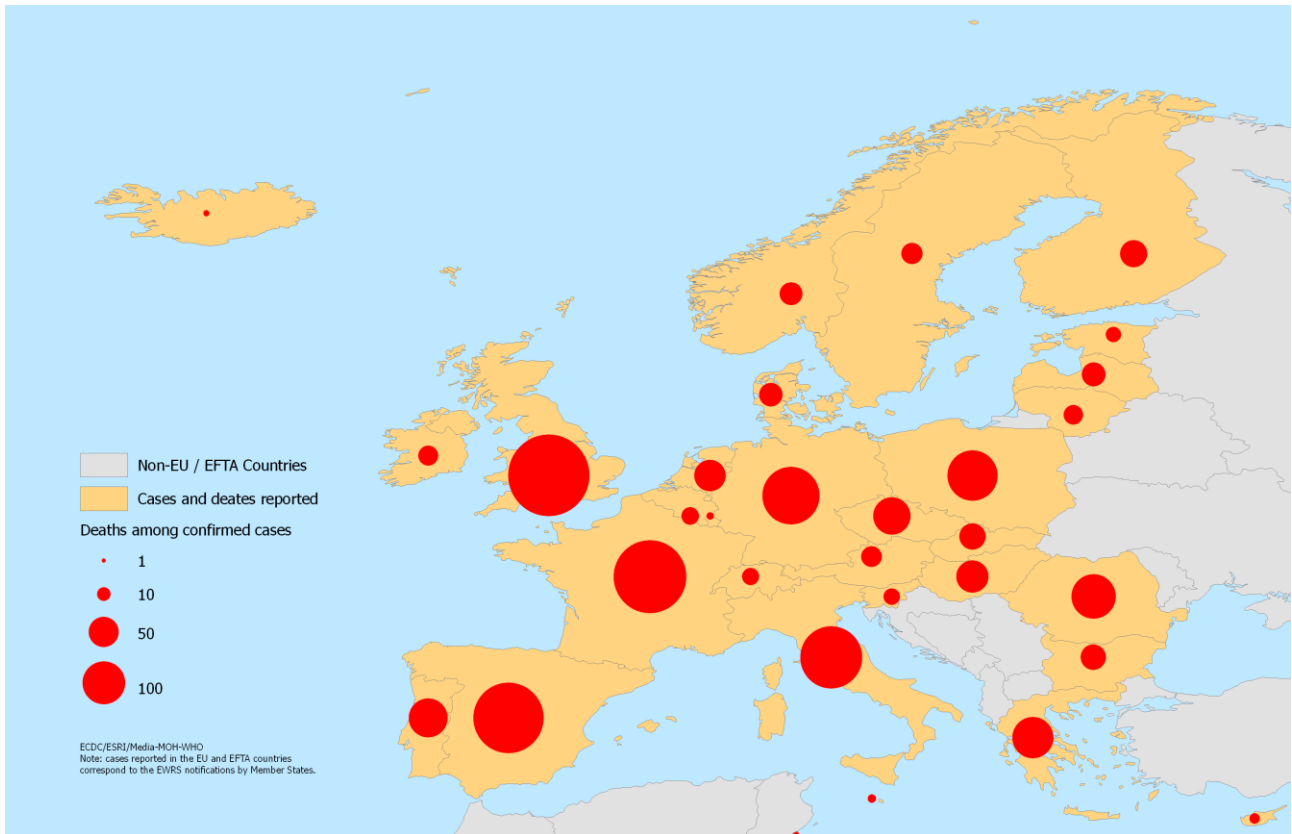 Non-EU / EFTA Countries
Cases and deates reported
Deaths among confirmed cases
1
10
50
100
ECDC/ESRI/Media-MOH-WHO
Note: cases reported in the EU and EFTA countries
correspond to the EWRS notifications by Member States.